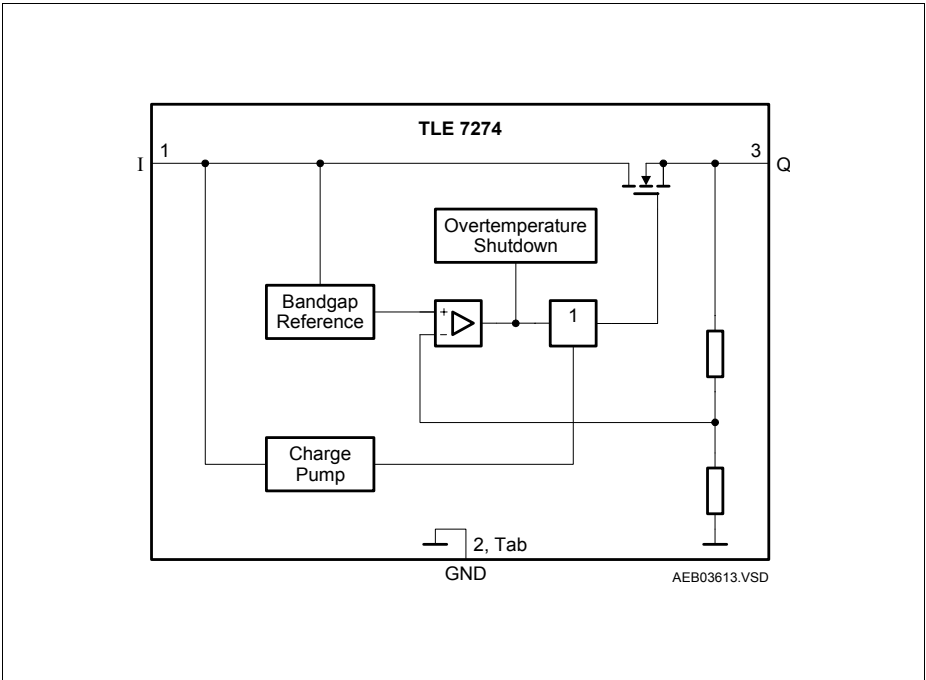 TLE 7274
1
I
3
Q
Overtemperature
Shutdown
Bandgap
Reference
+
−
1
Charge
Pump
2, Tab
GND
AEB03613.VSD